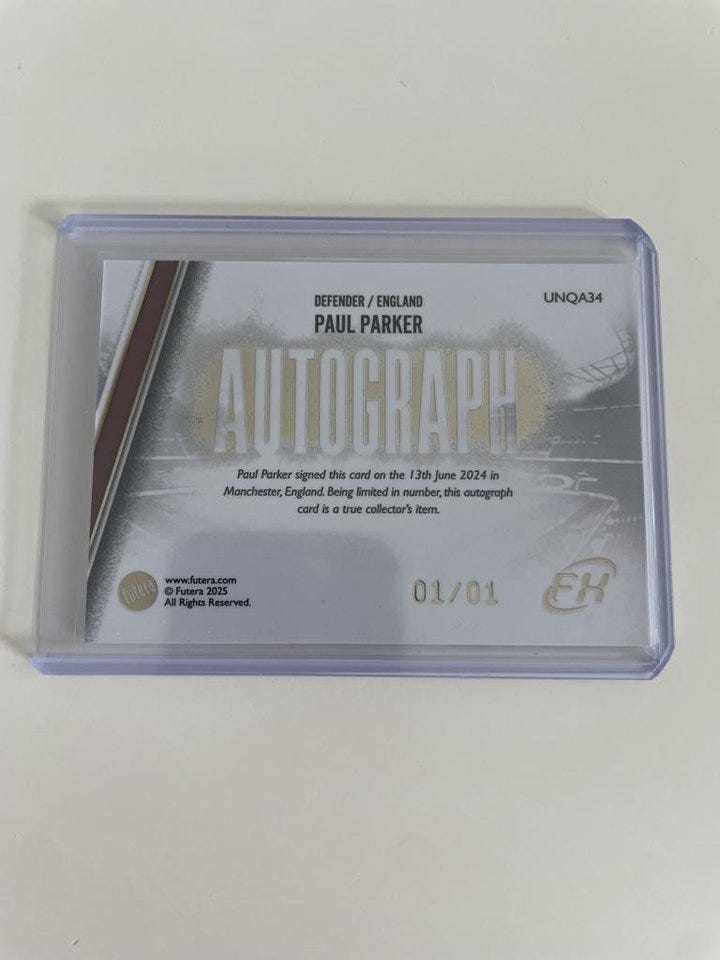 DEFENDER / ENGLAND
UNQA34
PAUL PARKER
AUTOGRAPH
Paul Parker signed this card on the 13th June 2024 in
Manchester, England. Being limited in number, this autograph
card is a true collector's item.
futera
www.futera.com
© Futera 2025
All Rights Reserved.
01/01
FX